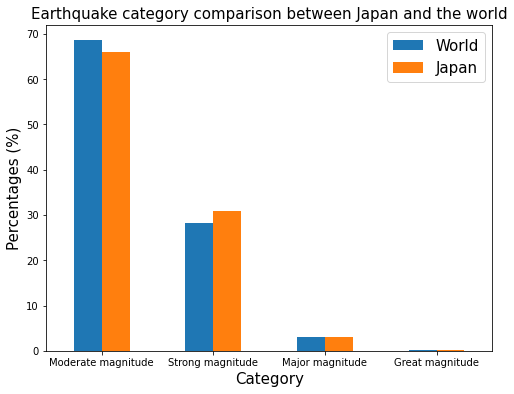 Earthquake category comparison between Japan and the world
World
Japan
Percentages (%)
70
60
50
40
30
20
10
0
Moderate magnitude Strong magnitude Major magnitude Great magnitude
Category